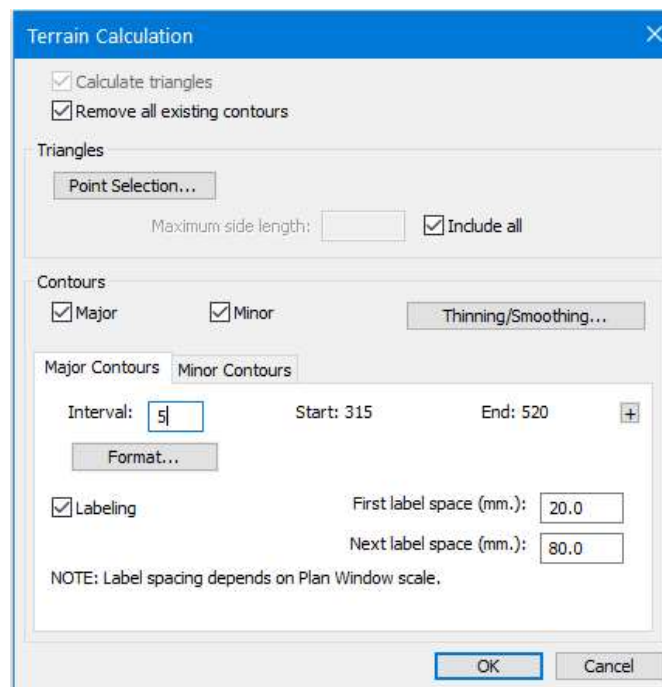 Terrain Calculation
Calculate triangles
Remove all existing contours
Triangles
Point Selection...
Maximum side length: Include all
Contours
Major Minor Thinning/Smoothing...
Major Contours Minor Contours
Interval: 5 Start: 315 End: 520 +
Format...
Labeling First label space (mm.): 20.0
Next label space (mm.): 80.0
NOTE: Label spacing depends on Plan Window scale.
OK Cancel